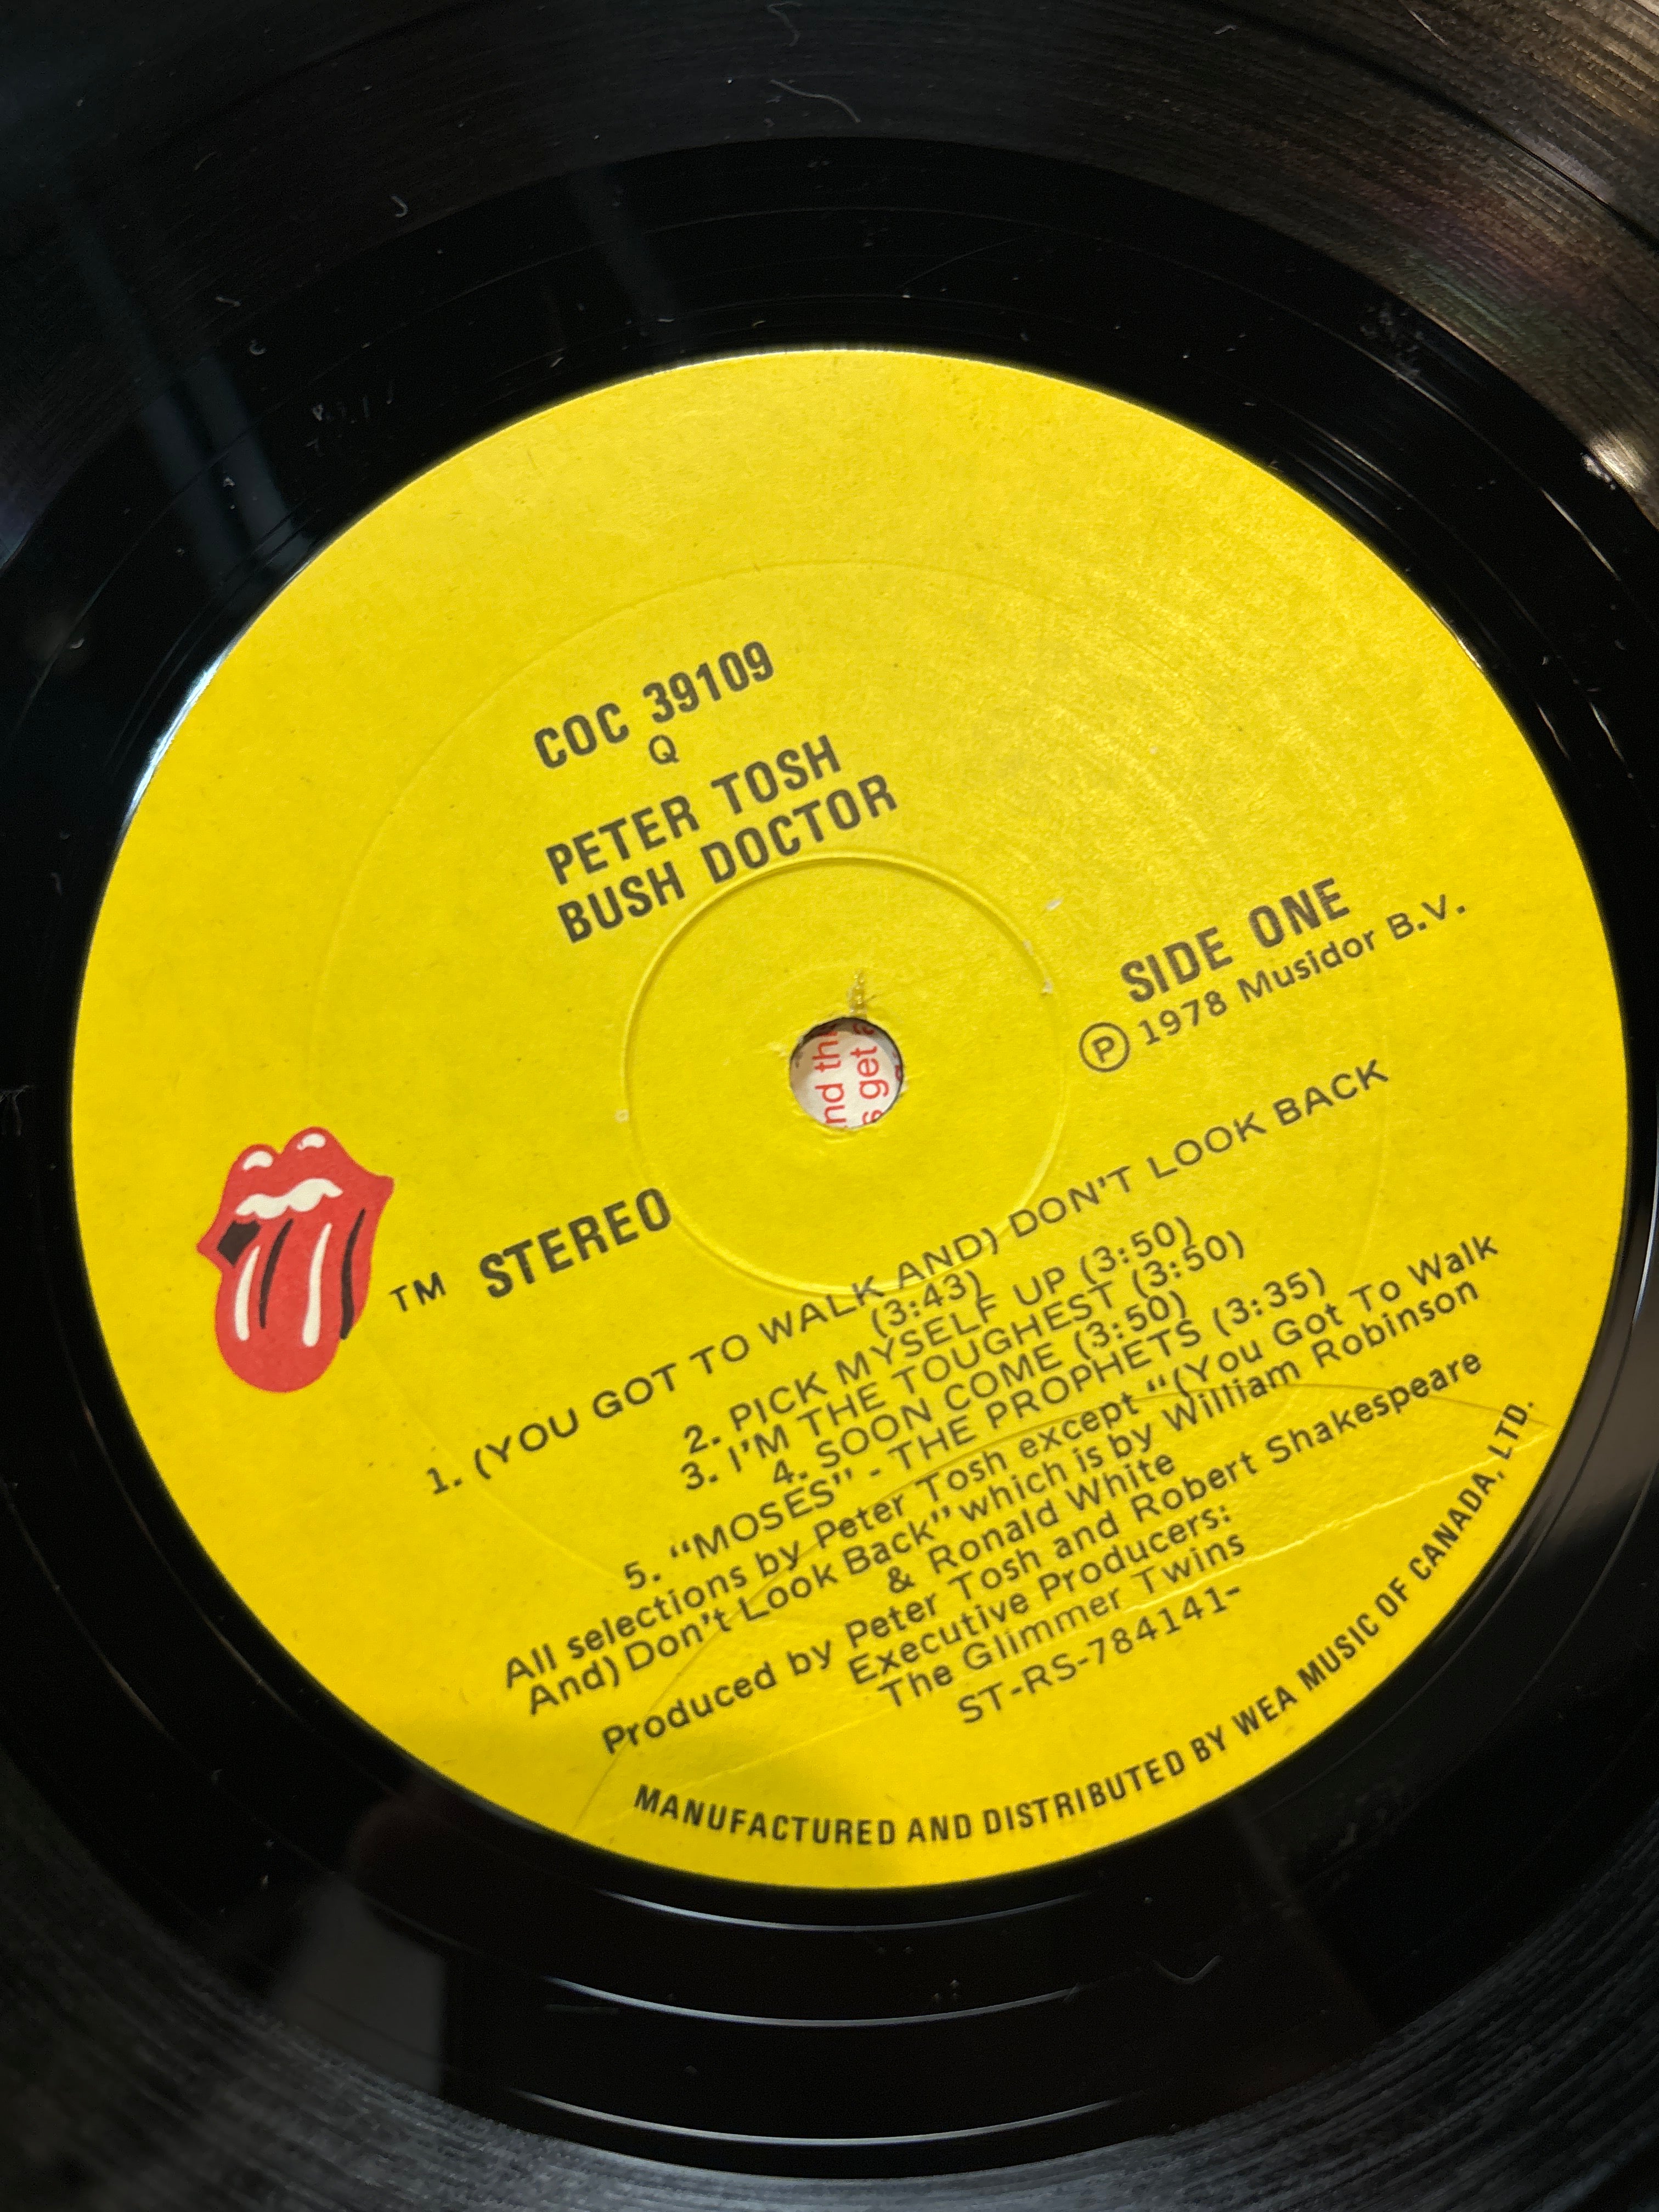 COC 39109
Q
PETER TOSH
BUSH DOCTOR
SIDE ONE
Ⓟ 1978 Musidor B.V.
nd thi
s get a
TM STEREO
1. (YOU GOT TO WALK AND) DON'T LOOK BACK
(3:43)
2. PICK MYSELF UP (3:50)
3. I'M THE TOUGHEST (3:50)
4. SOON COME (3:50)
5. “MOSES” - THE PROPHETS (3:35)
All selections by Peter Tosh except “(You Got To Walk
And) Don't Look Back” which is by William Robinson
& Ronald White
Produced by Peter Tosh and Robert Shakespeare
Executive Producers:
The Glimmer Twins
ST-RS-784141-
MANUFACTURED AND DISTRIBUTED BY WEA MUSIC OF CANADA, LTD.